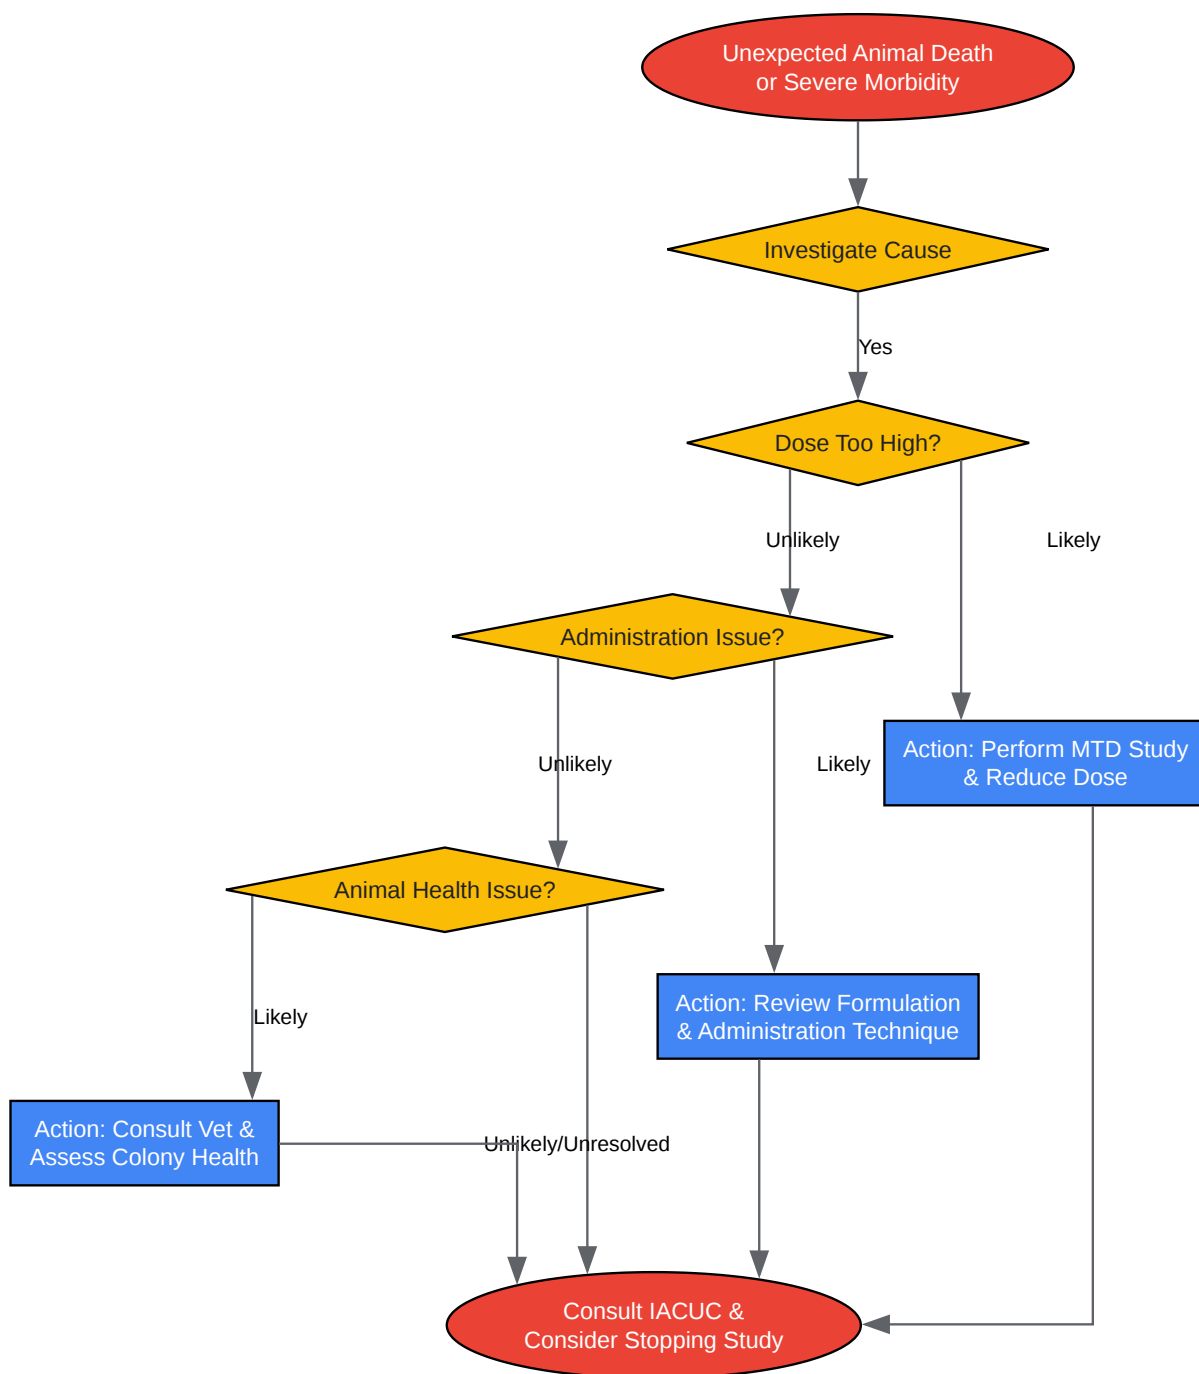 Unexpected Animal Death
or Severe Morbidity
Investigate Cause
Yes
Dose Too High?
Unlikely
Likely
Administration Issue?
Action: Perform MTD Study
& Reduce Dose
Unlikely
Likely
Animal Health Issue?
Action: Review Formulation
& Administration Technique
Likely
Action: Consult Vet &
Assess Colony Health
Unlikely/Unresolved
Consult IACUC &
Consider Stopping Study